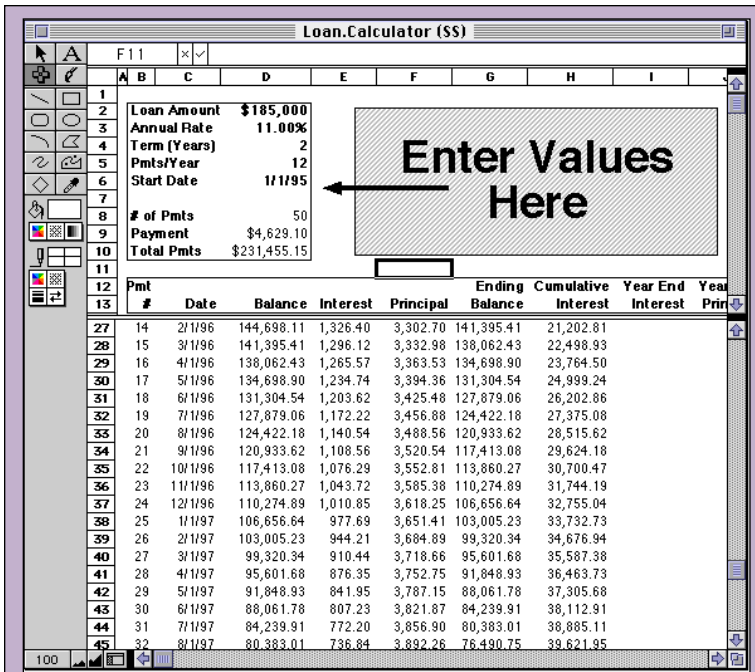 Loan.Calculator (SS)
A
F11 × ✓
A B C D E F G H I J
1
2 Loan Amount $185,000
3 Annual Rate 11.00%
4 Term (Years) 2
5 Pmts/Year 12
6 Start Date 1/1/95
Enter Values
Here
7
8 # of Pmts 50
9 Payment $4,629.10
10 Total Pmts $231,455.15
11
12 Pmt Ending Cumulative Year End Year
13 # Date Balance Interest Principal Balance Interest Interest Prin
27 14 2/1/96 144,698.11 1,326.40 3,302.70 141,395.41 21,202.81
28 15 3/1/96 141,395.41 1,296.12 3,332.98 138,062.43 22,498.93
29 16 4/1/96 138,062.43 1,265.57 3,363.53 134,698.90 23,764.50
30 17 5/1/96 134,698.90 1,234.74 3,394.36 131,304.54 24,999.24
31 18 6/1/96 131,304.54 1,203.62 3,425.48 127,879.06 26,202.86
32 19 7/1/96 127,879.06 1,172.22 3,456.88 124,422.18 27,375.08
33 20 8/1/96 124,422.18 1,140.54 3,488.56 120,933.62 28,515.62
34 21 9/1/96 120,933.62 1,108.56 3,520.54 117,413.08 29,624.18
35 22 10/1/96 117,413.08 1,076.29 3,552.81 113,860.27 30,700.47
36 23 11/1/96 113,860.27 1,043.72 3,585.38 110,274.89 31,744.19
37 24 12/1/96 110,274.89 1,010.85 3,618.25 106,656.64 32,755.04
38 25 1/1/97 106,656.64 977.69 3,651.41 103,005.23 33,732.73
39 26 2/1/97 103,005.23 944.21 3,684.89 99,320.34 34,676.94
40 27 3/1/97 99,320.34 910.44 3,718.66 95,601.68 35,587.38
41 28 4/1/97 95,601.68 876.35 3,752.75 91,848.93 36,463.73
42 29 5/1/97 91,848.93 841.95 3,787.15 88,061.78 37,305.68
43 30 6/1/97 88,061.78 807.23 3,821.87 84,239.91 38,112.91
44 31 7/1/97 84,239.91 772.20 3,856.90 80,383.01 38,885.11
45 32 8/1/97 80,383.01 736.84 3,892.26 76,490.75 39,621.95
100